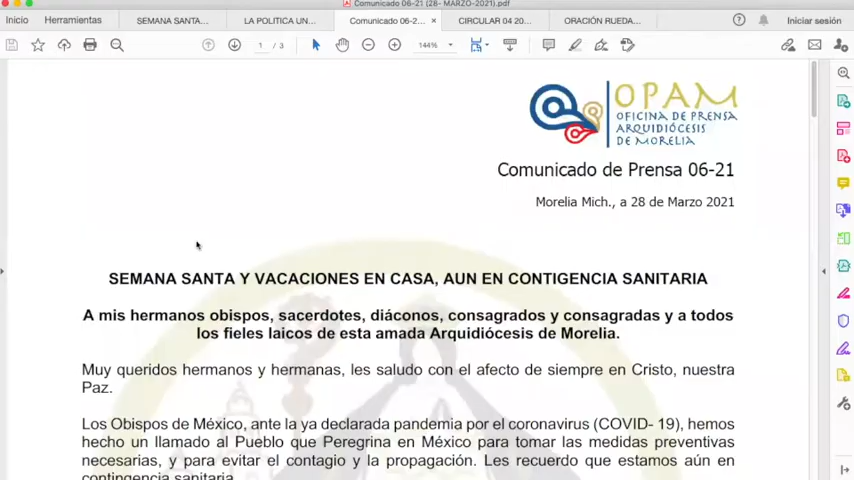 Comunicado 06-21 (28- MARZO-2021).pdf
Inicio Herramientas SEMANA SANTA... LA POLITICA UN... Comunicado 06-2... × CIRCULAR 04 20... ORACIÓN RUEDA... Iniciar sesión
1 / 3 144%
OPAM
OFICINA DE PRENSA
ARQUIDIÓCESIS
DE MORELIA
Comunicado de Prensa 06-21
Morelia Mich., a 28 de Marzo 2021
SEMANA SANTA Y VACACIONES EN CASA, AUN EN CONTIGENCIA SANITARIA
A mis hermanos obispos, sacerdotes, diáconos, consagrados y consagradas y a todos
los fieles laicos de esta amada Arquidiócesis de Morelia.
Muy queridos hermanos y hermanas, les saludo con el afecto de siempre en Cristo, nuestra
Paz.
Los Obispos de México, ante la ya declarada pandemia por el coronavirus (COVID- 19), hemos
hecho un llamado al Pueblo que Peregrina en México para tomar las medidas preventivas
necesarias, y para evitar el contagio y la propagación. Les recuerdo que estamos aún en
contingencia sanitaria.